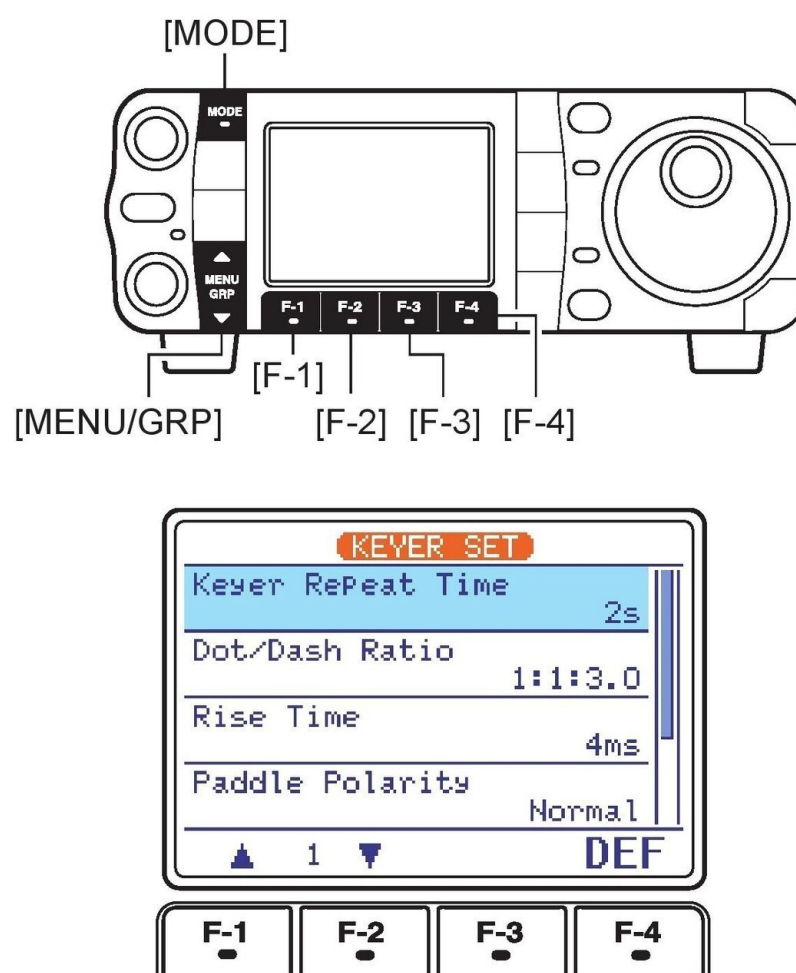 [MODE]
MODE
MENU
GRP
F-1 F-2 F-3 F-4
[F-1]
[MENU/GRP] [F-2] [F-3] [F-4]
KEYER SET
Keyer RePeat Time
2s
Dot/Dash Ratio
1:1:3.0
Rise Time
4ms
Paddle Polarity
Normal
▲ 1 ▼ DEF
F-1 F-2 F-3 F-4